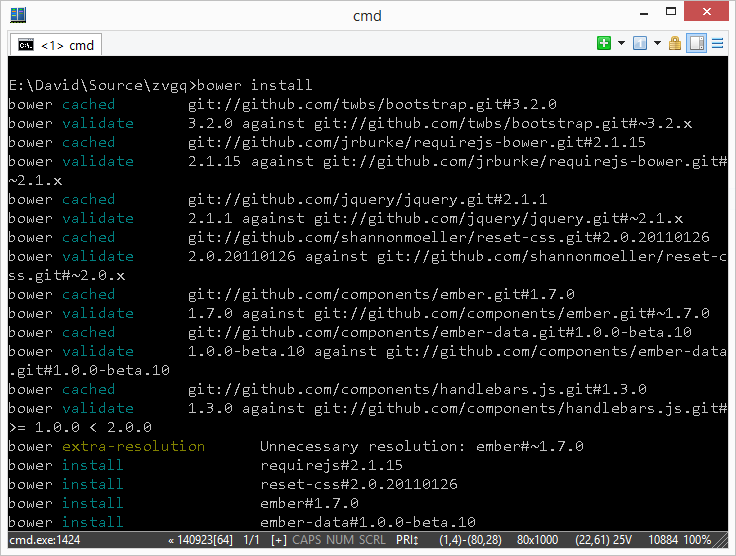 cmd
<1> cmd
E:\David\Source\zvgq>bower install
bower cached        git://github.com/twbs/bootstrap.git#3.2.0
bower validate      3.2.0 against git://github.com/twbs/bootstrap.git#~3.2.x
bower cached        git://github.com/jrburke/requirejs-bower.git#2.1.15
bower validate      2.1.15 against git://github.com/jrburke/requirejs-bower.git#
~2.1.x
bower cached        git://github.com/jquery/jquery.git#2.1.1
bower validate      2.1.1 against git://github.com/jquery/jquery.git#~2.1.x
bower cached        git://github.com/shannonmoeller/reset-css.git#2.0.20110126
bower validate      2.0.20110126 against git://github.com/shannonmoeller/reset-c
ss.git#~2.0.x
bower cached        git://github.com/components/ember.git#1.7.0
bower validate      1.7.0 against git://github.com/components/ember.git#~1.7.0
bower cached        git://github.com/components/ember-data.git#1.0.0-beta.10
bower validate      1.0.0-beta.10 against git://github.com/components/ember-data
.git#1.0.0-beta.10
bower cached        git://github.com/components/handlebars.js.git#1.3.0
bower validate      1.3.0 against git://github.com/components/handlebars.js.git#
>= 1.0.0 < 2.0.0
bower extra-resolution      Unnecessary resolution: ember#~1.7.0
bower install               requirejs#2.1.15
bower install               reset-css#2.0.20110126
bower install               ember#1.7.0
bower install               ember-data#1.0.0-beta.10
cmd.exe:1424 « 140923[64] 1/1 [+] CAPS NUM SCRL PRI↕ (1,4)-(80,28) 80x1000 (22,61) 25V 10884 100%